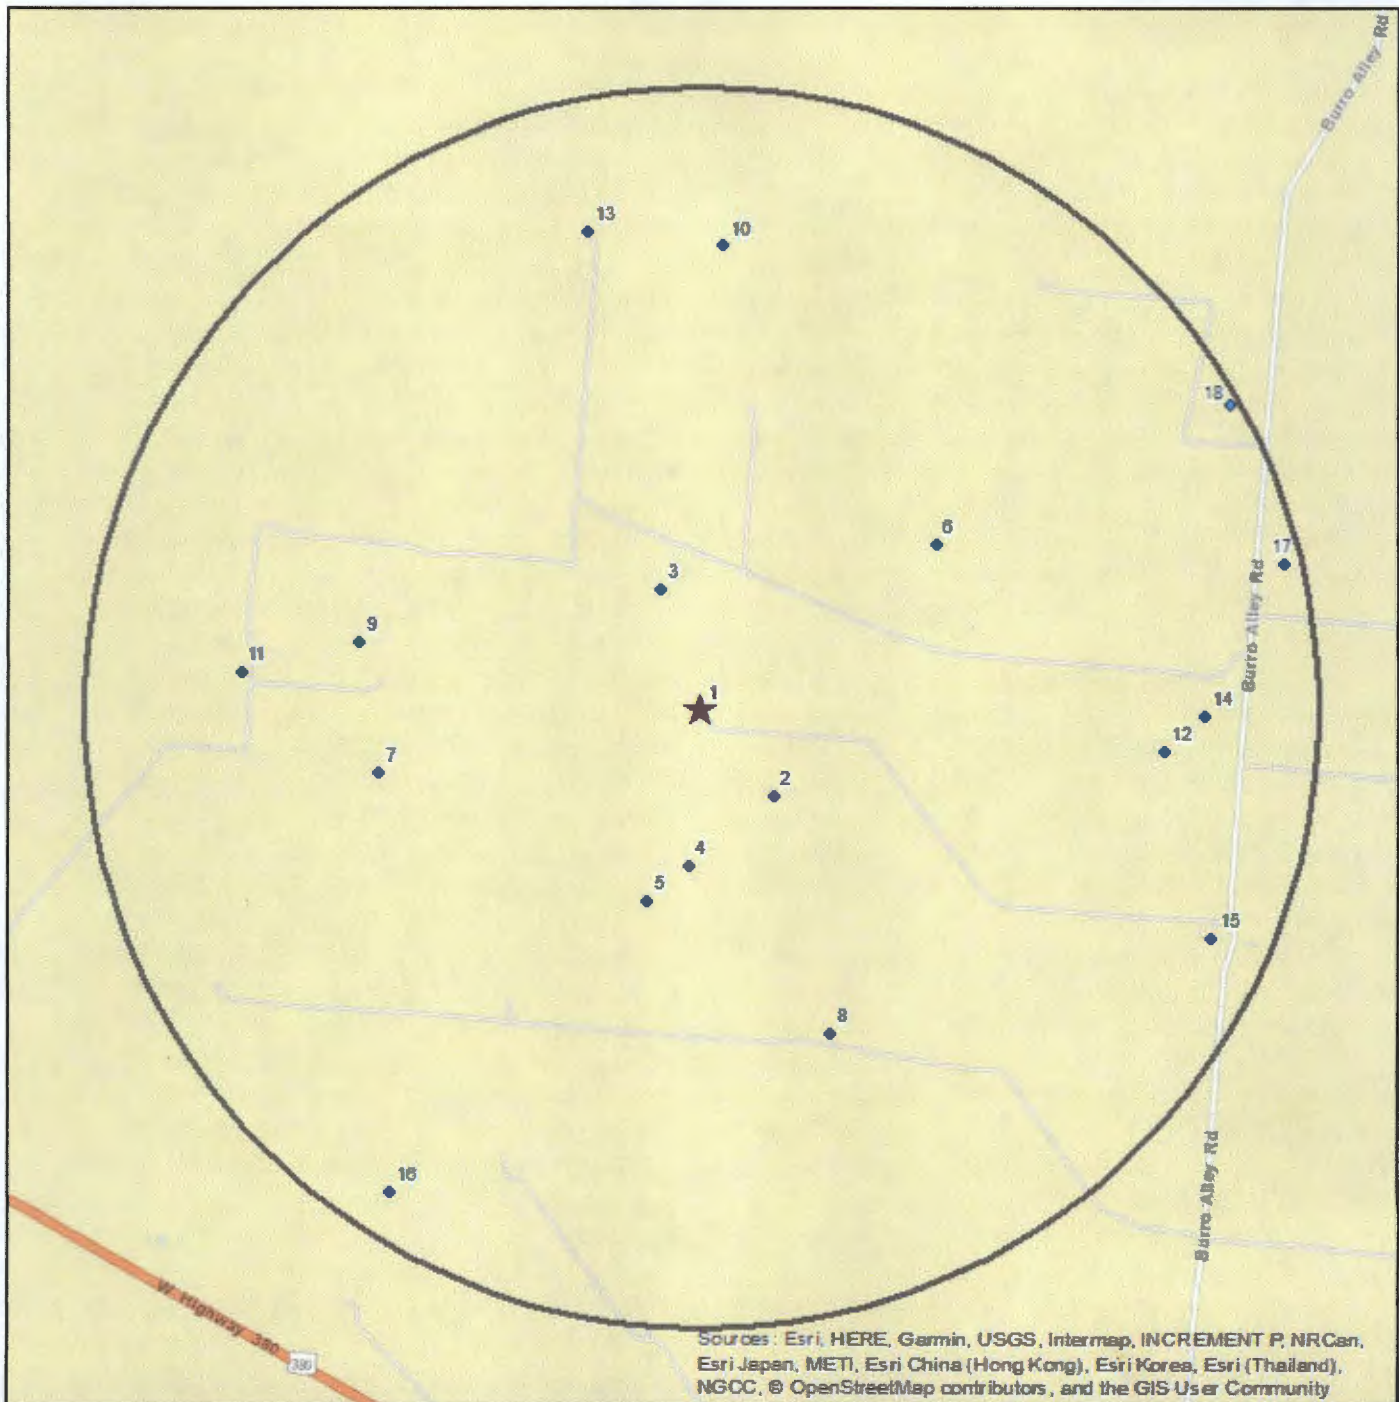 Burro Alley Rd
13
10
18
6
17
3
Burro Alley Rd
9
11
1
14
12
7
2
4
5
15
8
Burro Alley Rd
16
W Highway 380
380
Sources: Esri, HERE, Garmin, USGS, Intermap, INCREMENT P, NRCan,
Esri Japan, METI, Esri China (Hong Kong), Esri Korea, Esri (Thailand),
NGCC, © OpenStreetMap contributors, and the GIS User Community